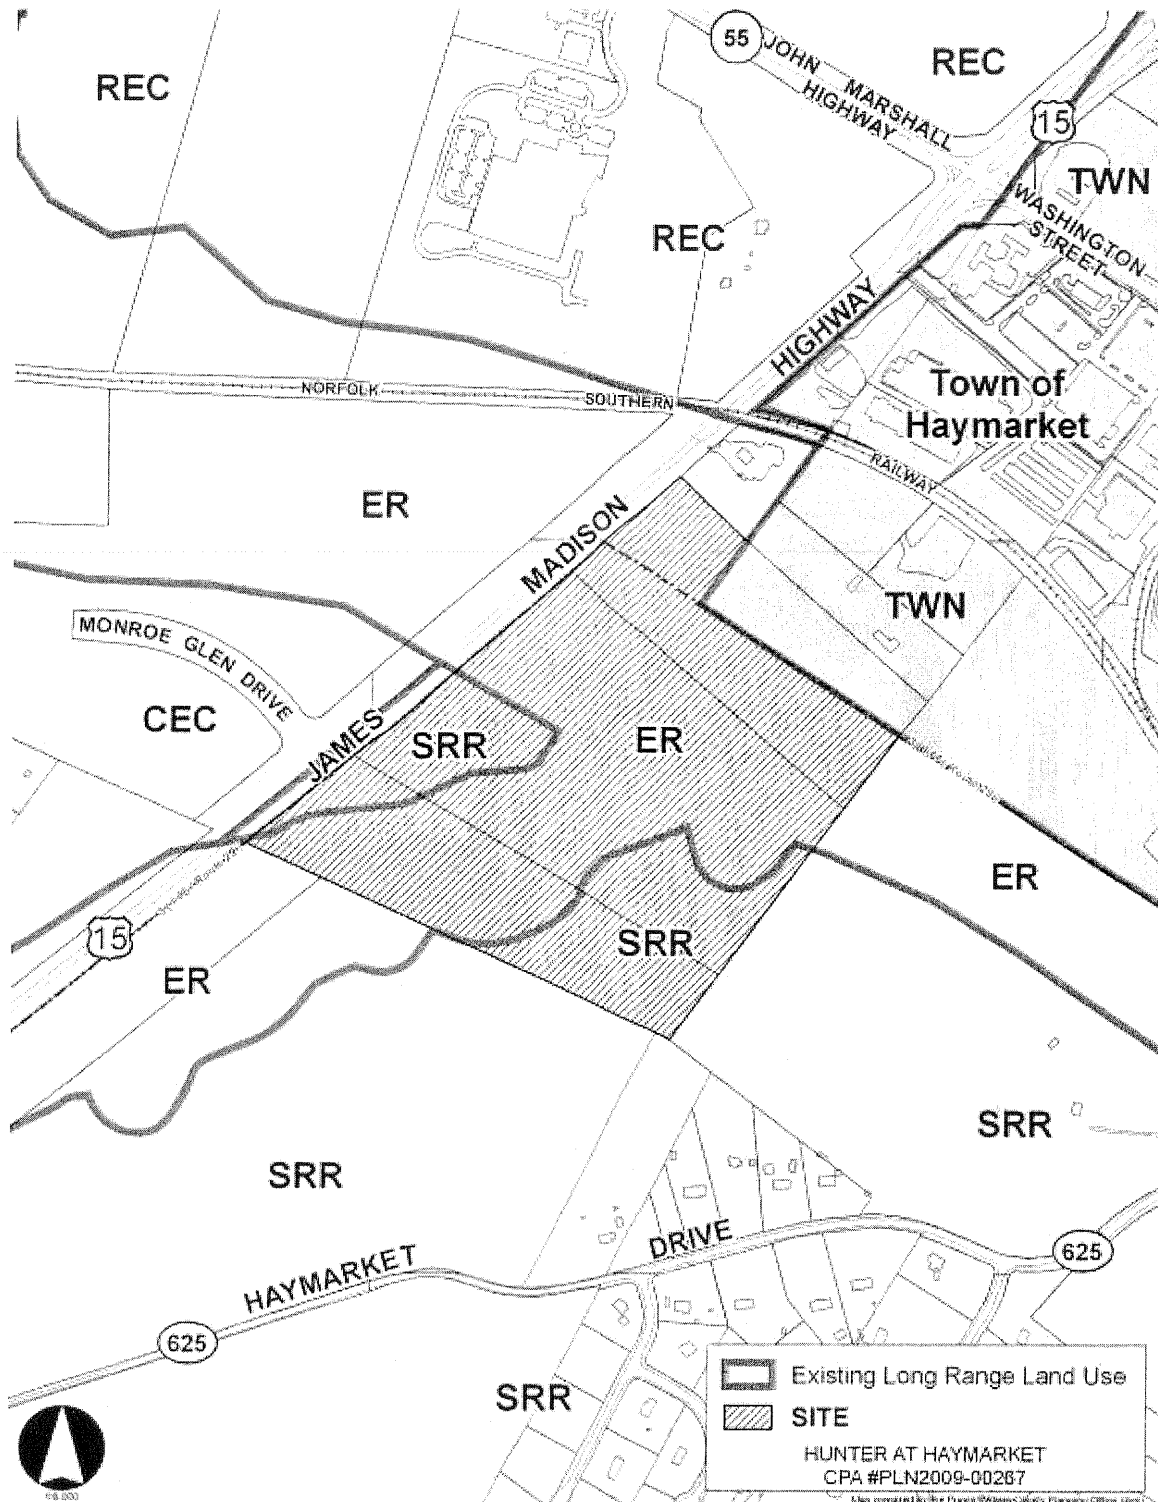 REC
55
JOHN MARSHALL
HIGHWAY
REC
15
TWN
WASHINGTON
STREET
REC
HIGHWAY
NORFOLK
SOUTHERN
RAILWAY
Town of
Haymarket
ER
MADISON
TWN
MONROE GLEN DRIVE
CEC
JAMES
SRR
ER
ER
15
ER
SRR
SRR
SRR
HAYMARKET
DRIVE
625
625
SRR
Existing Long Range Land Use
SITE
HUNTER AT HAYMARKET
CPA #PLN2009-00267